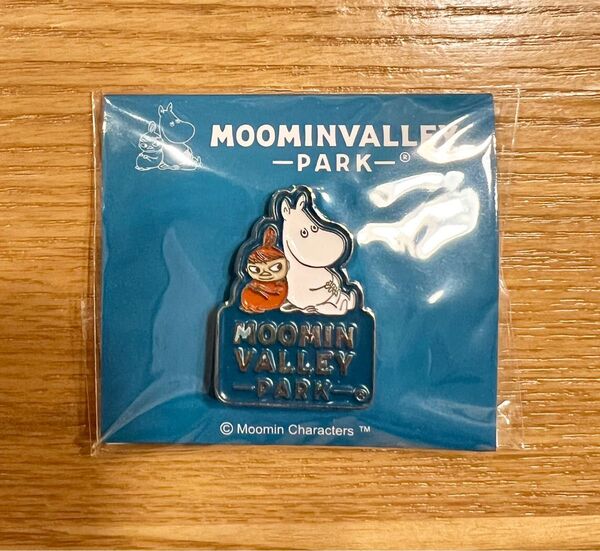 MOOMINVALLEY
—PARK—®
MOOMIN
VALLEY
—PARK—®
© Moomin Characters ™